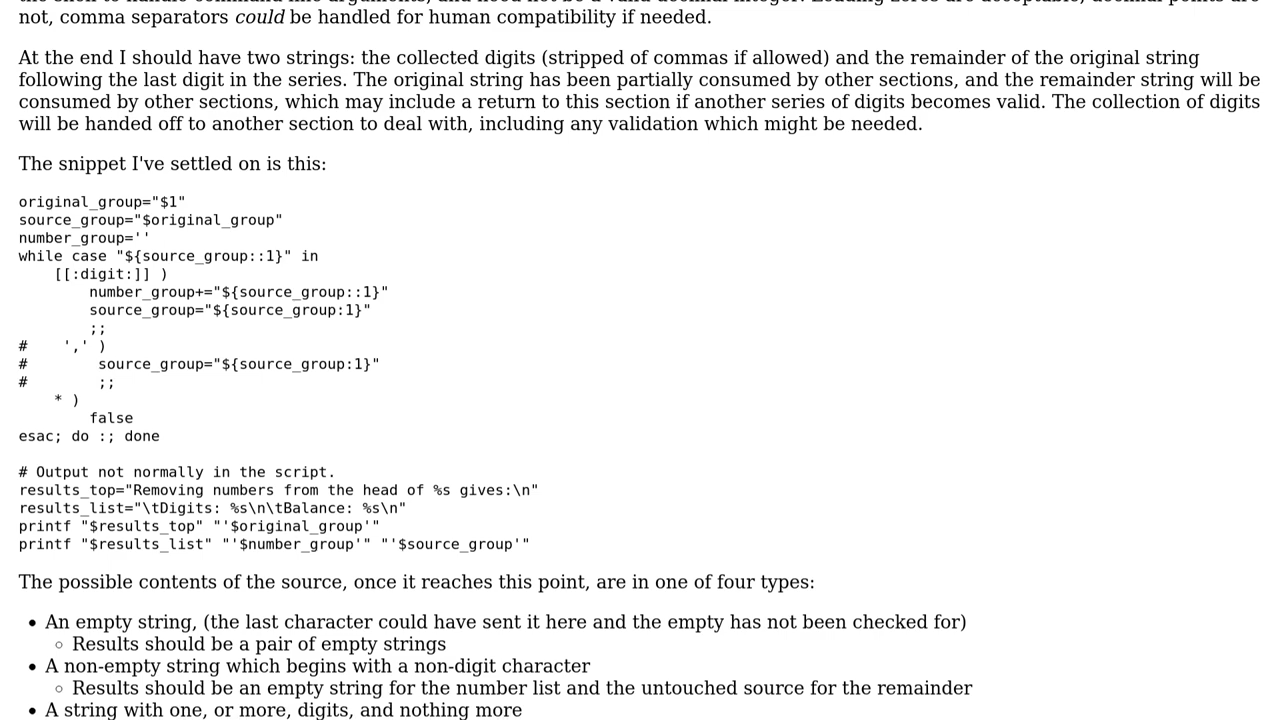 not, comma separators could be handled for human compatibility if needed.
At the end I should have two strings: the collected digits (stripped of commas if allowed) and the remainder of the original string
following the last digit in the series. The original string has been partially consumed by other sections, and the remainder string will be
consumed by other sections, which may include a return to this section if another series of digits becomes valid. The collection of digits
will be handed off to another section to deal with, including any validation which might be needed.
The snippet I've settled on is this:
original_group="$1"
source_group="$original_group"
number_group=''
while case "${source_group::1}" in
    [[:digit:]] )
        number_group+="${source_group::1}"
        source_group="${source_group:1}"
        ;;
#    ',' )
#        source_group="${source_group:1}"
#        ;;
    * )
        false
esac; do :; done
# Output not normally in the script.
results_top="Removing numbers from the head of %s gives:\n"
results_list="\tDigits: %s\n\tBalance: %s\n"
printf "$results_top" "'$original_group'"
printf "$results_list" "'$number_group'" "'$source_group'"
The possible contents of the source, once it reaches this point, are in one of four types:
• An empty string, (the last character could have sent it here and the empty has not been checked for)
◦ Results should be a pair of empty strings
• A non-empty string which begins with a non-digit character
◦ Results should be an empty string for the number list and the untouched source for the remainder
• A string with one, or more, digits, and nothing more